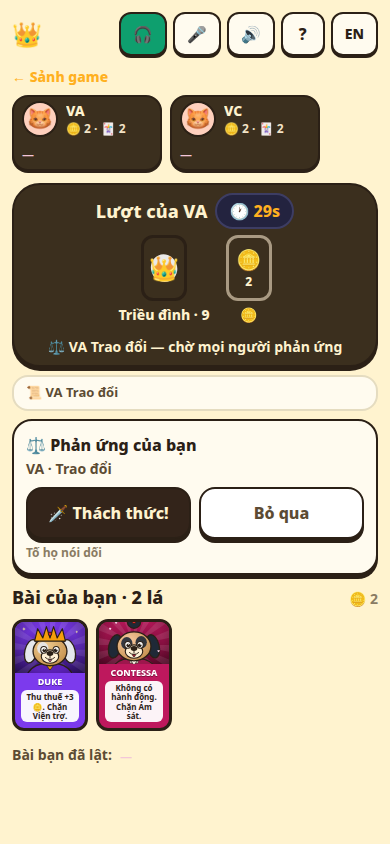 ? EN
← Sảnh game
VA
2 · 2
—
VC
2 · 2
—
Lượt của VA 29s
2
Triều đình · 9
VA Trao đổi — chờ mọi người phản ứng
VA Trao đổi
Phản ứng của bạn
VA · Trao đổi
Thách thức!
Bỏ qua
Tố họ nói dối
Bài của bạn · 2 lá
2
DUKE
Thu thuế +3
. Chặn
Viện trợ.
CONTESSA
Không có
hành động.
Chặn Ám
sát.
Bài bạn đã lật: —